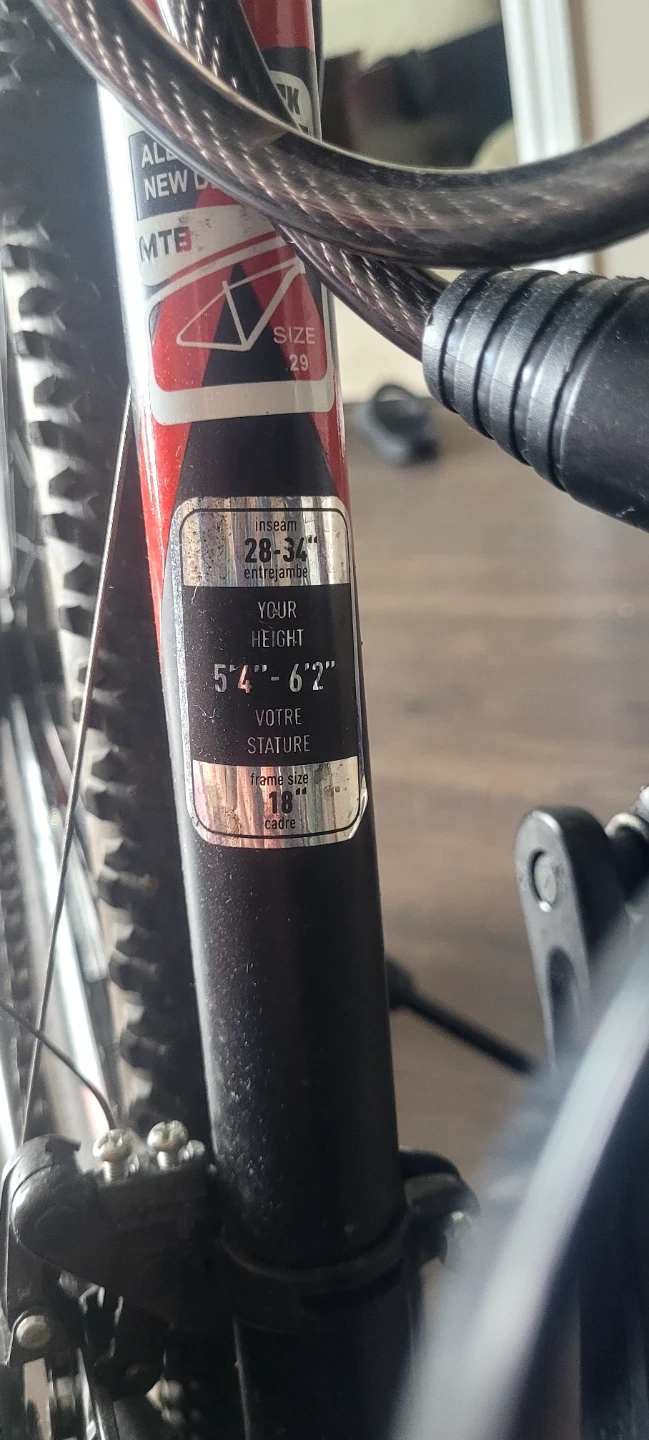 NEW
MTB
SIZE
29
inseam
28-34"
entrejambe
YOUR
HEIGHT
5'4"- 6'2"
VOTRE
STATURE
frame size
18"
cadre